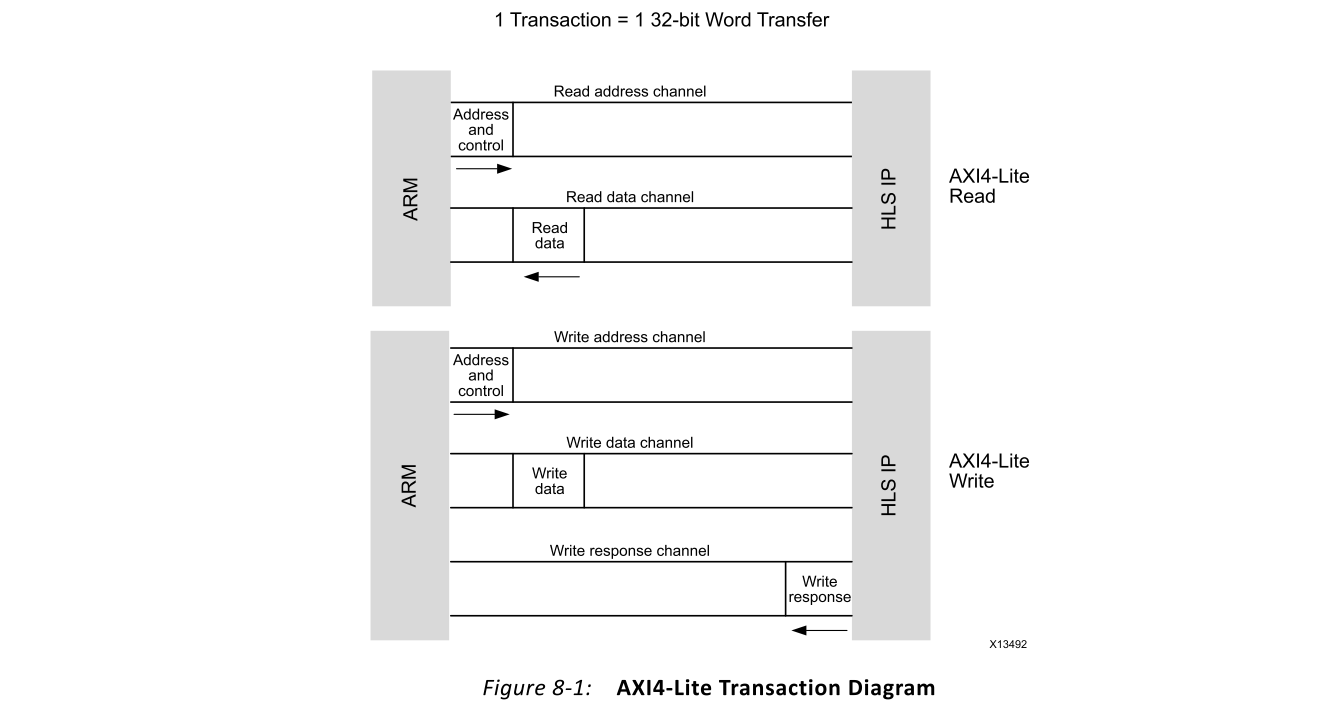 1 Transaction = 1 32-bit Word Transfer
Read address channel
Address
and
control
ARM
Read data channel
Read
data
HLS IP
AXI4-Lite
Read
Write address channel
Address
and
control
ARM
Write data channel
Write
data
Write response channel
Write
response
HLS IP
AXI4-Lite
Write
X13492
Figure 8-1: AXI4-Lite Transaction Diagram